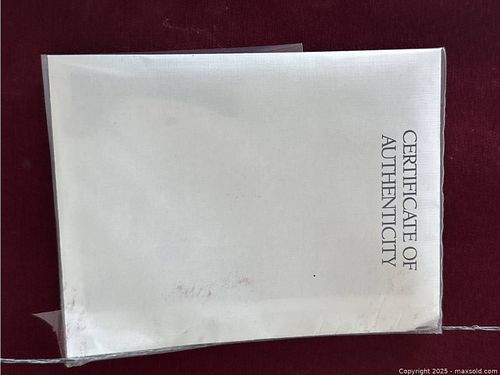 CERTIFICATE OF
AUTHENTICITY
Copyright 2025 - maxsold.com